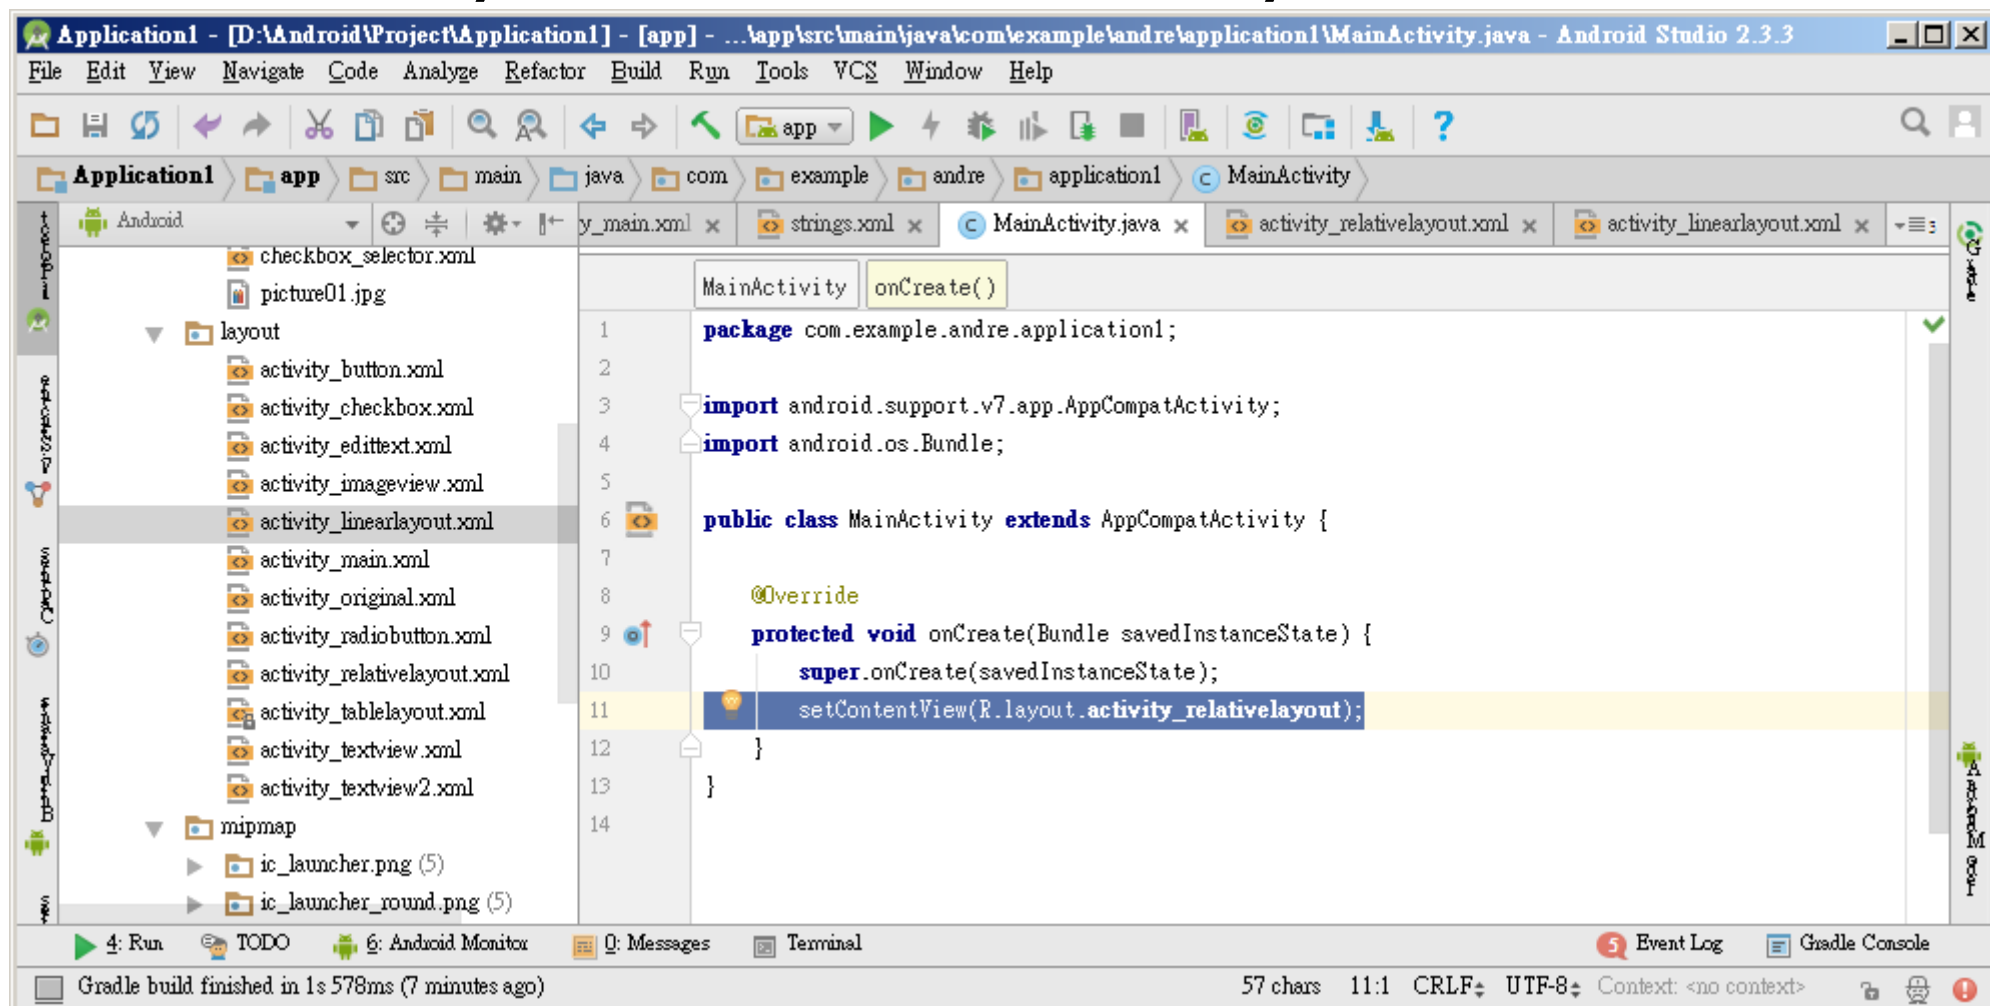 Application1 - [D:\Android\Project\Application1] - [app] - ...\app\src\main\java\com\example\andre\application1\MainActivity.java - Android Studio 2.3.3
File Edit View Navigate Code Analyze Refactor Build Run Tools VCS Window Help
app
Application1 app src main java com example andre application1 MainActivity
Android
y_main.xml strings.xml MainActivity.java activity_relativelayout.xml activity_linearlayout.xml
checkbox_selector.xml
picture01.jpg
layout
activity_button.xml
activity_checkbox.xml
activity_edittext.xml
activity_imageview.xml
activity_linearlayout.xml
activity_main.xml
activity_original.xml
activity_radiobutton.xml
activity_relativelayout.xml
activity_tablelayout.xml
activity_textview.xml
activity_textview2.xml
mipmap
ic_launcher.png (5)
ic_launcher_round.png (5)
MainActivity onCreate()
1 package com.example.andre.application1;
2
3 import android.support.v7.app.AppCompatActivity;
4 import android.os.Bundle;
5
6 public class MainActivity extends AppCompatActivity {
7
8 @Override
9 protected void onCreate(Bundle savedInstanceState) {
10 super.onCreate(savedInstanceState);
11 setContentView(R.layout.activity_relativelayout);
12 }
13 }
14
4: Run TODO 6: Android Monitor 0: Messages Terminal 5 Event Log Gradle Console
Gradle build finished in 1s 578ms (7 minutes ago) 57 chars 11:1 CRLF UTF-8 Context: <no context>